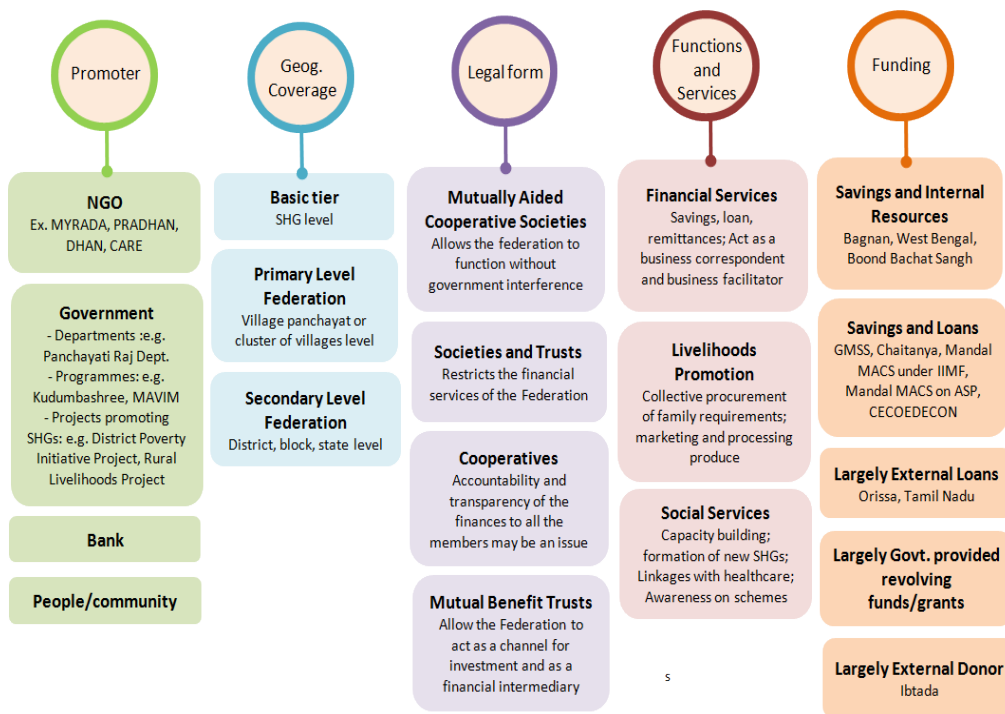 Promoter
NGO
Ex. MYRADA, PRADHAN,
DHAN, CARE
Government
- Departments :e.g.
Panchayati Raj Dept.
- Programmes: e.g.
Kudumbashree, MAVIM
- Projects promoting
SHGs: e.g. District Poverty
Initiative Project, Rural
Livelihoods Project
Bank
People/community
Geog.
Coverage
Basic tier
SHG level
Primary Level
Federation
Village panchayat or
cluster of villages level
Secondary Level
Federation
District, block, state level
Legal form
Mutually Aided
Cooperative Societies
Allows the federation to
function without
government interference
Societies and Trusts
Restricts the financial
services of the Federation
Cooperatives
Accountability and
transparency of the
finances to all the
members may be an issue
Mutual Benefit Trusts
Allow the Federation to
act as a channel for
investment and as a
financial intermediary
Functions
and
Services
Financial Services
Savings, loan,
remittances; Act as a
business correspondent
and business facilitator
Livelihoods
Promotion
Collective procurement
of family requirements;
marketing and processing
produce
Social Services
Capacity building;
formation of new SHGs;
Linkages with healthcare;
Awareness on schemes
s
Funding
Savings and Internal
Resources
Bagnan, West Bengal,
Boond Bachat Sangh
Savings and Loans
GMSS, Chaitanya, Mandal
MACS under IIMF,
Mandal MACS on ASP,
CECOEDECON
Largely External Loans
Orissa, Tamil Nadu
Largely Govt. provided
revolving
funds/grants
Largely External Donor
Ibtada